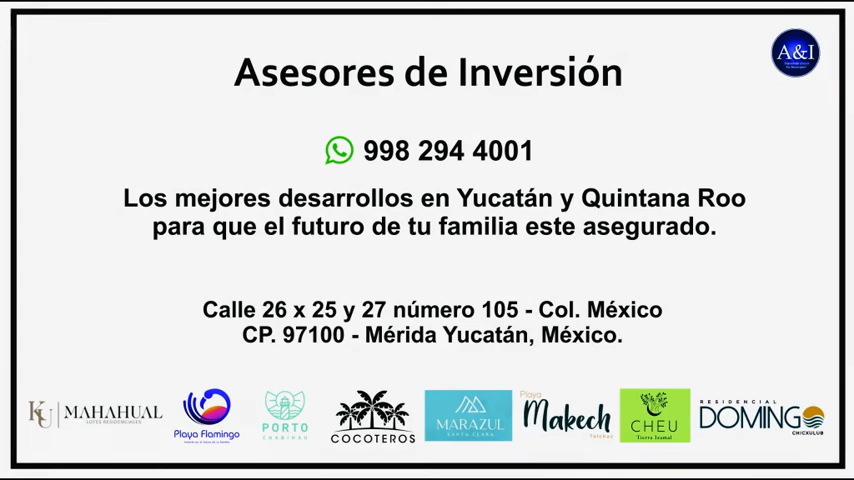 A&I
Asesores de Inversión
998 294 4001
Los mejores desarrollos en Yucatán y Quintana Roo
para que el futuro de tu familia este asegurado.
Calle 26 x 25 y 27 número 105 - Col. México
CP. 97100 - Mérida Yucatán, México.
KU MAHAHUAL
LOTES RESIDENCIALES
Playa Flamingo
PORTO
CHABIHAU
COCOTEROS
MARAZUL
SANTA CLARA
Playa
Makech
Telchac
CHEU
Tierra Izamal
RESIDENCIAL
DOMINGO
CHICXULUB